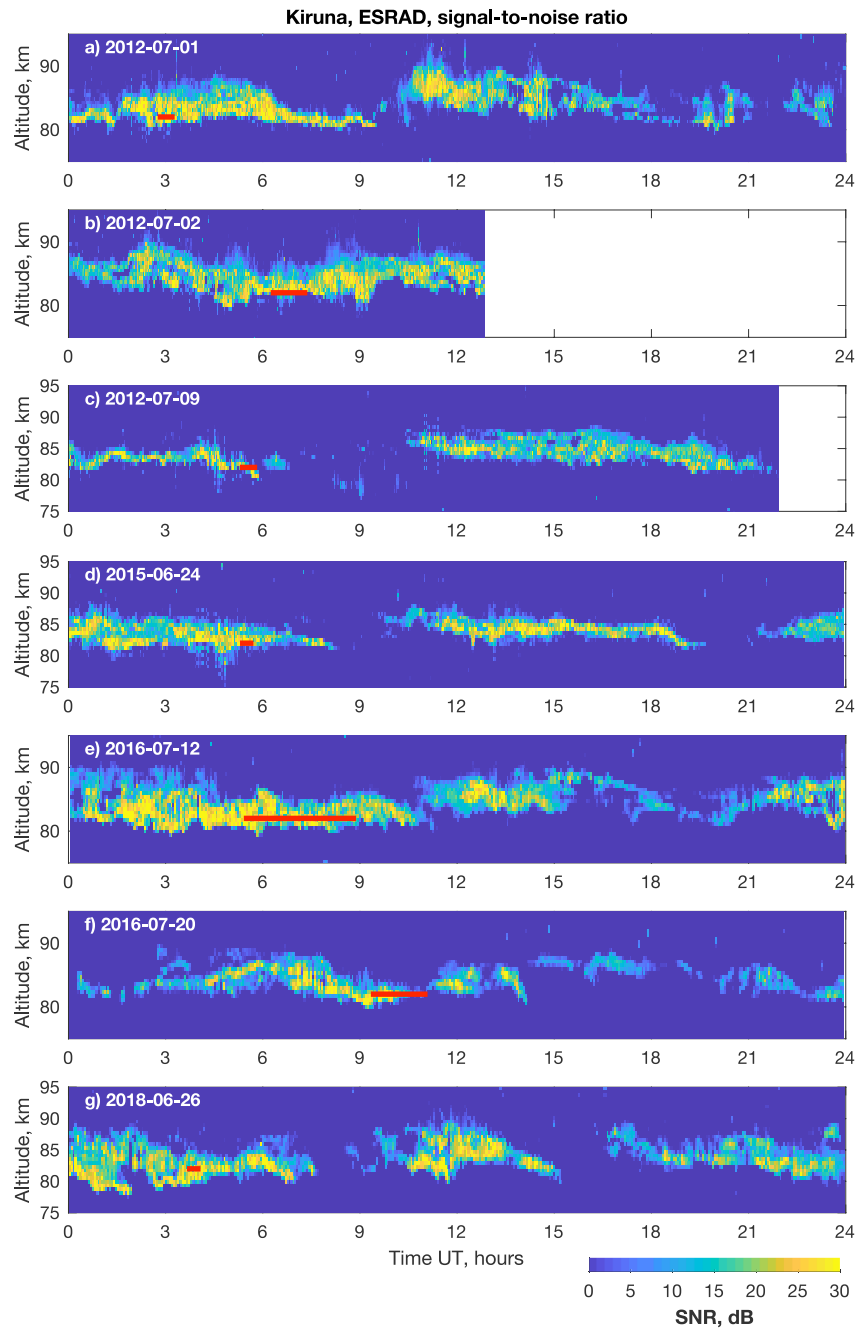 Kiruna, ESRAD, signal-to-noise ratio
a) 2012-07-01
Altitude, km
90
80
0 3 6 9 12 15 18 21 24
b) 2012-07-02
Altitude, km
90
80
0 3 6 9 12 15 18 21 24
c) 2012-07-09
Altitude, km
95
90
85
80
75
0 3 6 9 12 15 18 21 24
d) 2015-06-24
Altitude, km
95
90
85
80
75
0 3 6 9 12 15 18 21 24
e) 2016-07-12
Altitude, km
90
80
0 3 6 9 12 15 18 21 24
f) 2016-07-20
Altitude, km
90
80
0 3 6 9 12 15 18 21 24
g) 2018-06-26
Altitude, km
95
90
85
80
75
0 3 6 9 12 15 18 21 24
Time UT, hours
0 5 10 15 20 25 30
SNR, dB